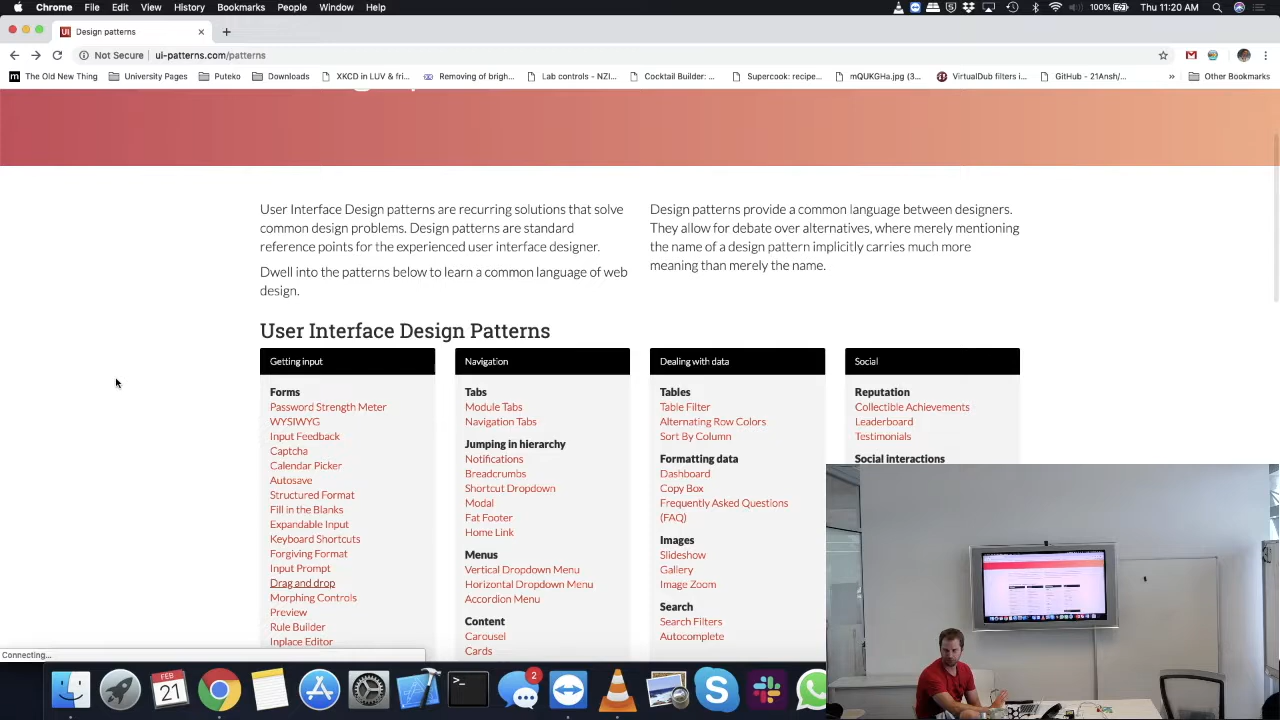 Chrome File Edit View History Bookmarks People Window Help 100% Thu 11:20 AM
UI Design patterns
Not Secure ui-patterns.com/patterns
m The Old New Thing University Pages Puteko Downloads XKCD in LUV & fri... Removing of brigh... Lab controls - NZI... Cocktail Builder: ... Supercook: recipe... mQUKGHa.jpg (3... VirtualDub filters i... GitHub - 21Ansh/... » Other Bookmarks
User Interface Design patterns are recurring solutions that solve
common design problems. Design patterns are standard
reference points for the experienced user interface designer.
Dwell into the patterns below to learn a common language of web
design.
Design patterns provide a common language between designers.
They allow for debate over alternatives, where merely mentioning
the name of a design pattern implicitly carries much more
meaning than merely the name.
User Interface Design Patterns
Getting input
Forms
Password Strength Meter
WYSIWYG
Input Feedback
Captcha
Calendar Picker
Autosave
Structured Format
Fill in the Blanks
Expandable Input
Keyboard Shortcuts
Forgiving Format
Input Prompt
Drag and drop
Morphing Controls
Preview
Rule Builder
Inplace Editor
Navigation
Tabs
Module Tabs
Navigation Tabs
Jumping in hierarchy
Notifications
Breadcrumbs
Shortcut Dropdown
Modal
Fat Footer
Home Link
Menus
Vertical Dropdown Menu
Horizontal Dropdown Menu
Accordion Menu
Content
Carousel
Cards
Dealing with data
Tables
Table Filter
Alternating Row Colors
Sort By Column
Formatting data
Dashboard
Copy Box
Frequently Asked Questions
(FAQ)
Images
Slideshow
Gallery
Image Zoom
Search
Search Filters
Autocomplete
Social
Reputation
Collectible Achievements
Leaderboard
Testimonials
Social interactions
Connecting...
FEB
21
2